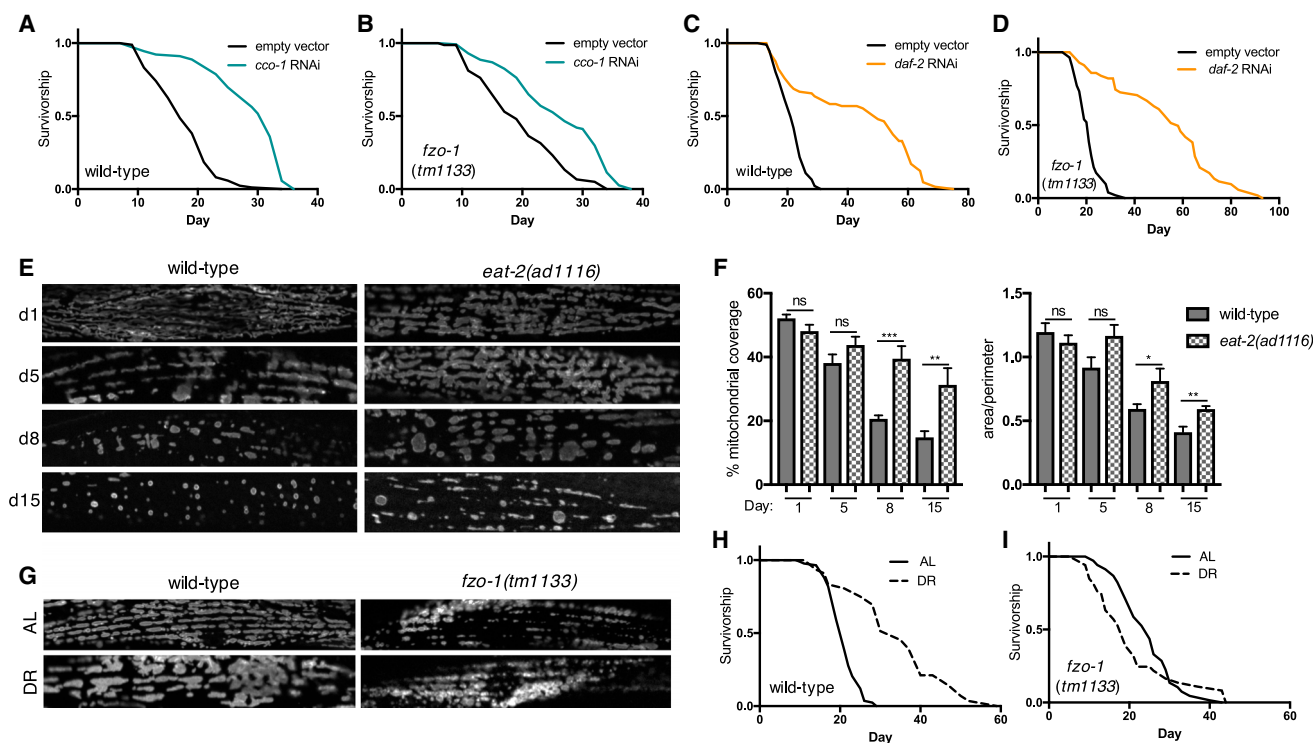 A
1.0
0.5
0.0
Survivorship
0 10 20 30 40
Day
empty vector
cco-1 RNAi
wild-type
B
1.0
0.5
0.0
Survivorship
0 10 20 30 40
Day
empty vector
cco-1 RNAi
fzo-1
(tm1133)
C
1.0
0.5
0.0
Survivorship
0 20 40 60 80
Day
empty vector
daf-2 RNAi
wild-type
D
1.0
0.5
0.0
Survivorship
0 20 40 60 80 100
Day
empty vector
daf-2 RNAi
fzo-1
(tm1133)
E
wild-type
eat-2(ad1116)
d1
d5
d8
d15
F
% mitochondrial coverage
60
40
20
0
ns
ns
***
**
Day: 1 5 8 15
area/perimeter
1.5
1.0
0.5
0.0
ns
ns
*
**
1 5 8 15
wild-type
eat-2(ad1116)
G
wild-type
fzo-1(tm1133)
AL
DR
H
1.0
0.5
0.0
Survivorship
0 20 40 60
Day
AL
DR
wild-type
I
1.0
0.5
0.0
Survivorship
0 20 40 60
Day
AL
DR
fzo-1
(tm1133)